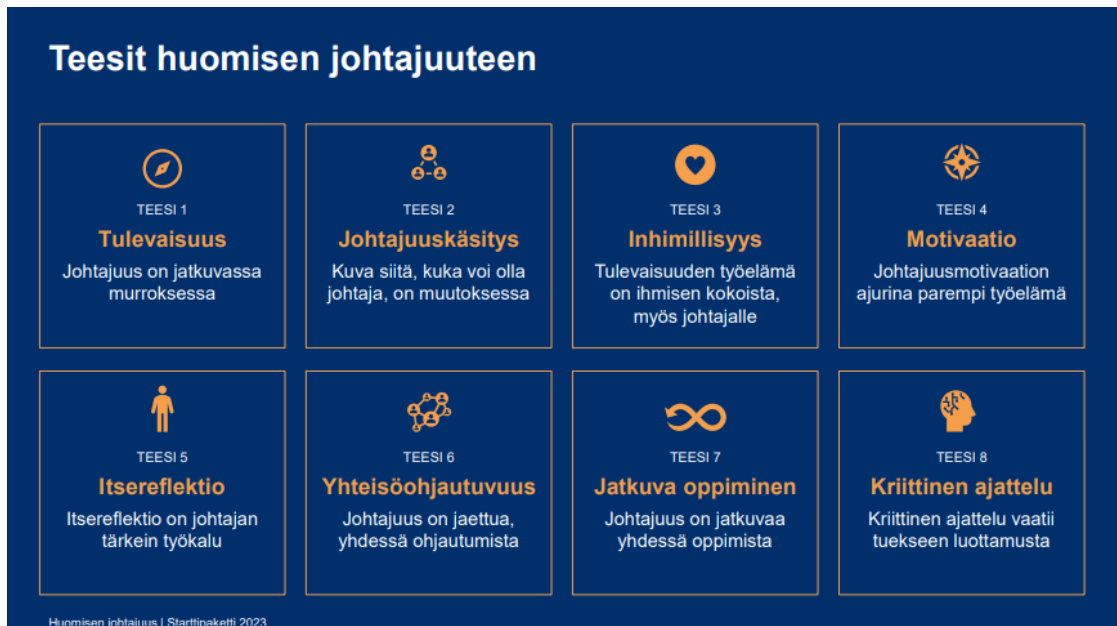 Teesit huomisen johtajuuteen
TEESI 1
Tulevaisuus
Johtajuus on jatkuvassa
murroksessa
TEESI 2
Johtajuuskäsitys
Kuva siitä, kuka voi olla
johtaja, on muutoksessa
TEESI 3
Inhimillisyys
Tulevaisuuden työelämä
on ihmisen kokoista,
myös johtajalle
TEESI 4
Motivaatio
Johtajuusmotivaation
ajurina parempi työelämä
TEESI 5
Itsereflektio
Itsereflektio on johtajan
tärkein työkalu
TEESI 6
Yhteisöohjautuvuus
Johtajuus on jaettua,
yhdessä ohjautumista
TEESI 7
Jatkuva oppiminen
Johtajuus on jatkuvaa
yhdessä oppimista
TEESI 8
Kriittinen ajattelu
Kriittinen ajattelu vaatii
tuekseen luottamusta
Huomisen johtajuus | Starttipaketti 2023